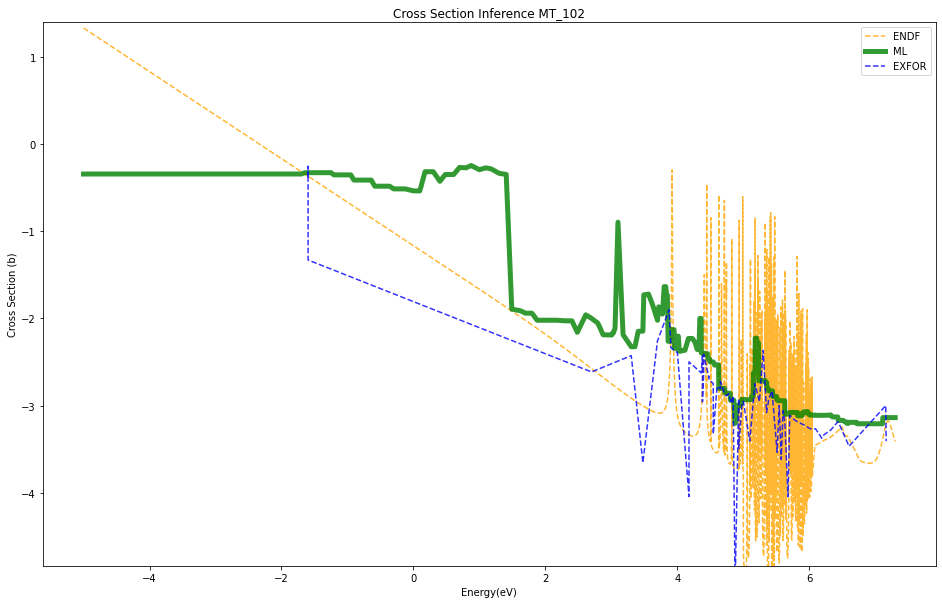 Cross Section Inference MT_102
ENDF
ML
EXFOR
1
0
−1
−2
−3
−4
Cross Section (b)
−4
−2
0
2
4
6
Energy(eV)